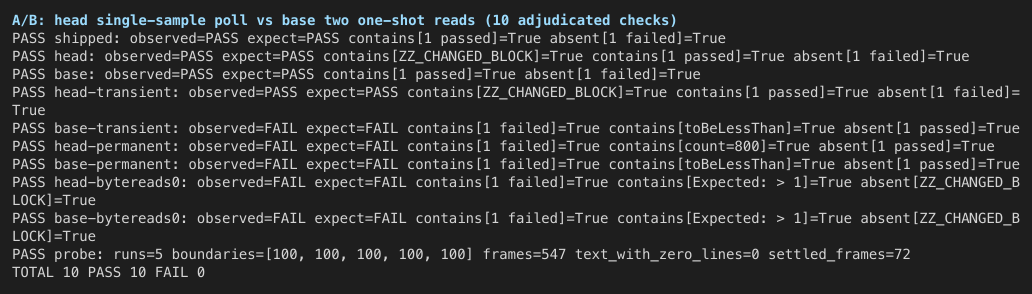 A/B: head single-sample poll vs base two one-shot reads (10 adjudicated checks)
PASS shipped: observed=PASS expect=PASS contains[1 passed]=True absent[1 failed]=True
PASS head: observed=PASS expect=PASS contains[ZZ_CHANGED_BLOCK]=True contains[1 passed]=True absent[1 failed]=True
PASS base: observed=PASS expect=PASS contains[1 passed]=True absent[1 failed]=True
PASS head-transient: observed=PASS expect=PASS contains[ZZ_CHANGED_BLOCK]=True contains[1 passed]=True absent[1 failed]=
True
PASS base-transient: observed=FAIL expect=FAIL contains[1 failed]=True contains[toBeLessThan]=True absent[1 passed]=True
PASS head-permanent: observed=FAIL expect=FAIL contains[1 failed]=True contains[count=800]=True absent[1 passed]=True
PASS base-permanent: observed=FAIL expect=FAIL contains[1 failed]=True contains[toBeLessThan]=True absent[1 passed]=True
PASS head-bytereads0: observed=FAIL expect=FAIL contains[1 failed]=True contains[Expected: > 1]=True absent[ZZ_CHANGED_B
LOCK]=True
PASS base-bytereads0: observed=FAIL expect=FAIL contains[1 failed]=True contains[Expected: > 1]=True absent[ZZ_CHANGED_B
LOCK]=True
PASS probe: runs=5 boundaries=[100, 100, 100, 100, 100] frames=547 text_with_zero_lines=0 settled_frames=72
TOTAL 10 PASS 10 FAIL 0